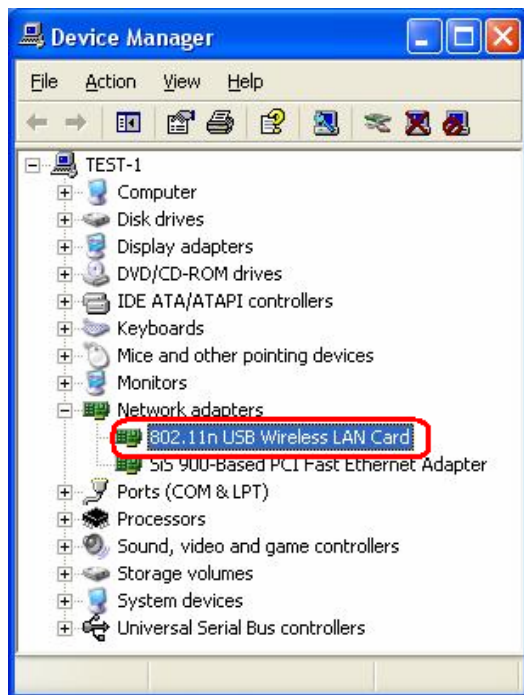 Device Manager
File Action View Help
TEST-1
Computer
Disk drives
Display adapters
DVD/CD-ROM drives
IDE ATA/ATAPI controllers
Keyboards
Mice and other pointing devices
Monitors
Network adapters
802.11n USB Wireless LAN Card
SiS 900-Based PCI Fast Ethernet Adapter
Ports (COM & LPT)
Processors
Sound, video and game controllers
Storage volumes
System devices
Universal Serial Bus controllers